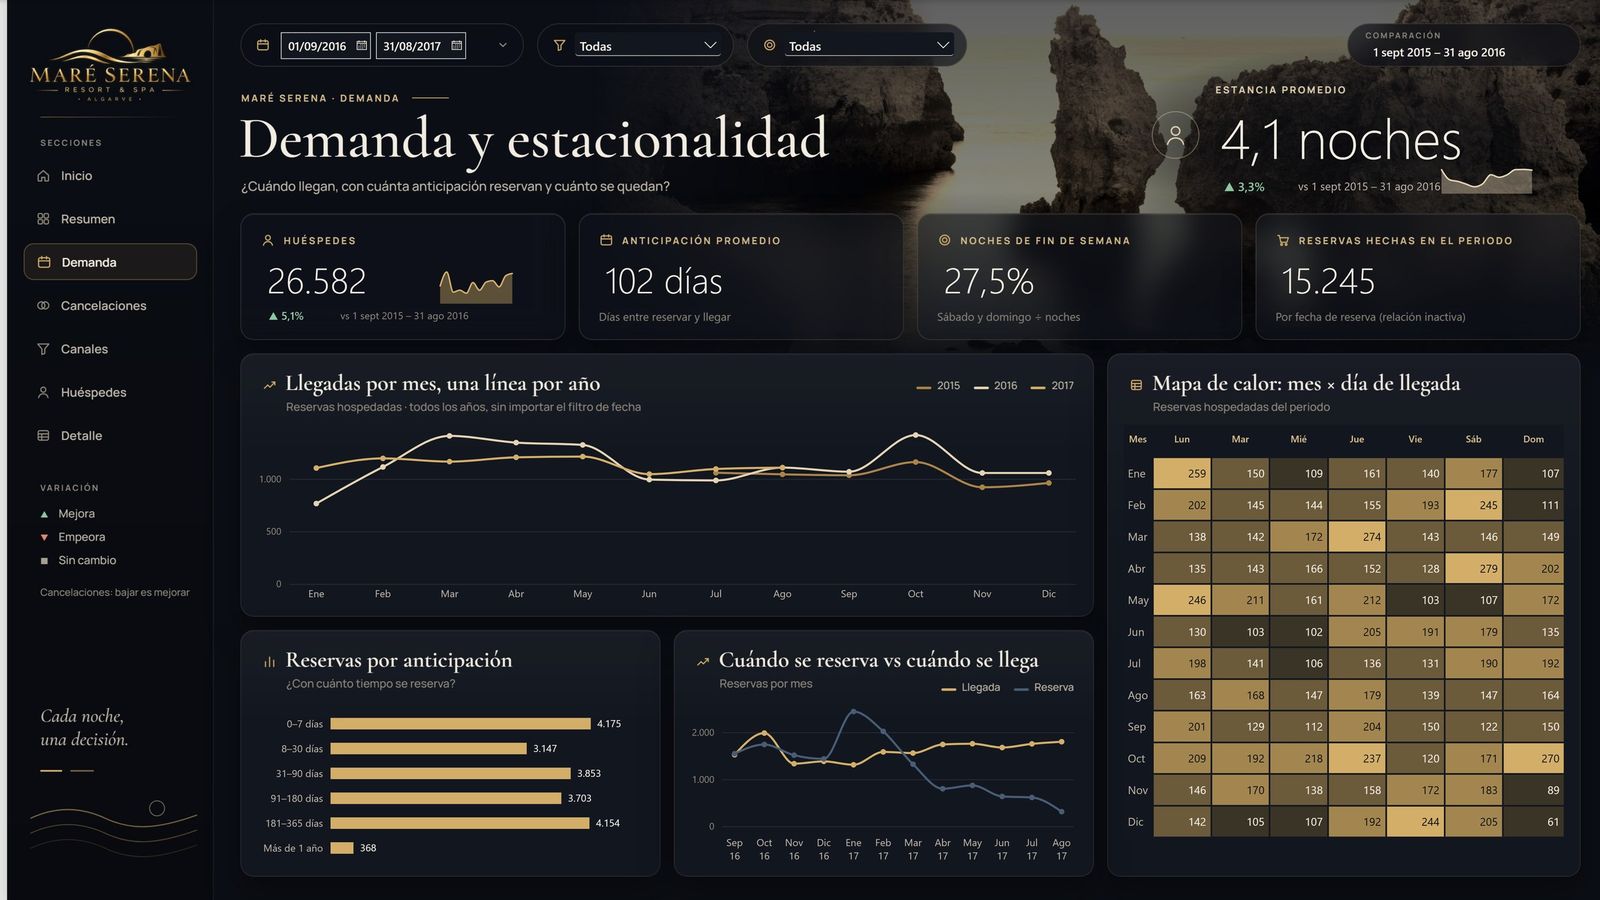 MARÉ SERENA
RESORT & SPA
• ALGARVE •
SECCIONES
Inicio
Resumen
Demanda
Cancelaciones
Canales
Huéspedes
Detalle
VARIACIÓN
Mejora
Empeora
Sin cambio
Cancelaciones: bajar es mejorar
Cada noche,
una decisión.
01/09/2016 31/08/2017
Todas
Todas
COMPARACIÓN
1 sept 2015 – 31 ago 2016
MARÉ SERENA · DEMANDA
Demanda y estacionalidad
¿Cuándo llegan, con cuánta anticipación reservan y cuánto se quedan?
ESTANCIA PROMEDIO
4,1 noches
▲ 3,3% vs 1 sept 2015 – 31 ago 2016
HUÉSPEDES
26.582
▲ 5,1% vs 1 sept 2015 – 31 ago 2016
ANTICIPACIÓN PROMEDIO
102 días
Días entre reservar y llegar
NOCHES DE FIN DE SEMANA
27,5%
Sábado y domingo ÷ noches
RESERVAS HECHAS EN EL PERIODO
15.245
Por fecha de reserva (relación inactiva)
Llegadas por mes, una línea por año
2015 2016 2017
Reservas hospedadas · todos los años, sin importar el filtro de fecha
1.000
500
0
Ene Feb Mar Abr May Jun Jul Ago Sep Oct Nov Dic
Mapa de calor: mes × día de llegada
Reservas hospedadas del periodo
Mes Lun Mar Mié Jue Vie Sáb Dom
Ene 259 150 109 161 140 177 107
Feb 202 145 144 155 193 245 111
Mar 138 142 172 274 143 146 149
Abr 135 143 166 152 128 279 202
May 246 211 161 212 103 107 172
Jun 130 103 102 205 191 179 135
Jul 198 141 106 136 131 190 192
Ago 163 168 147 179 139 147 164
Sep 201 129 112 204 150 122 150
Oct 209 192 218 237 120 171 270
Nov 146 170 138 158 172 183 89
Dic 142 105 107 192 244 205 61
Reservas por anticipación
¿Con cuánto tiempo se reserva?
0–7 días 4.175
8–30 días 3.147
31–90 días 3.853
91–180 días 3.703
181–365 días 4.154
Más de 1 año 368
Cuándo se reserva vs cuándo se llega
Reservas por mes
Llegada Reserva
2.000
1.000
0
Sep Oct Nov Dic Ene Feb Mar Abr May Jun Jul Ago
16 16 16 16 17 17 17 17 17 17 17 17